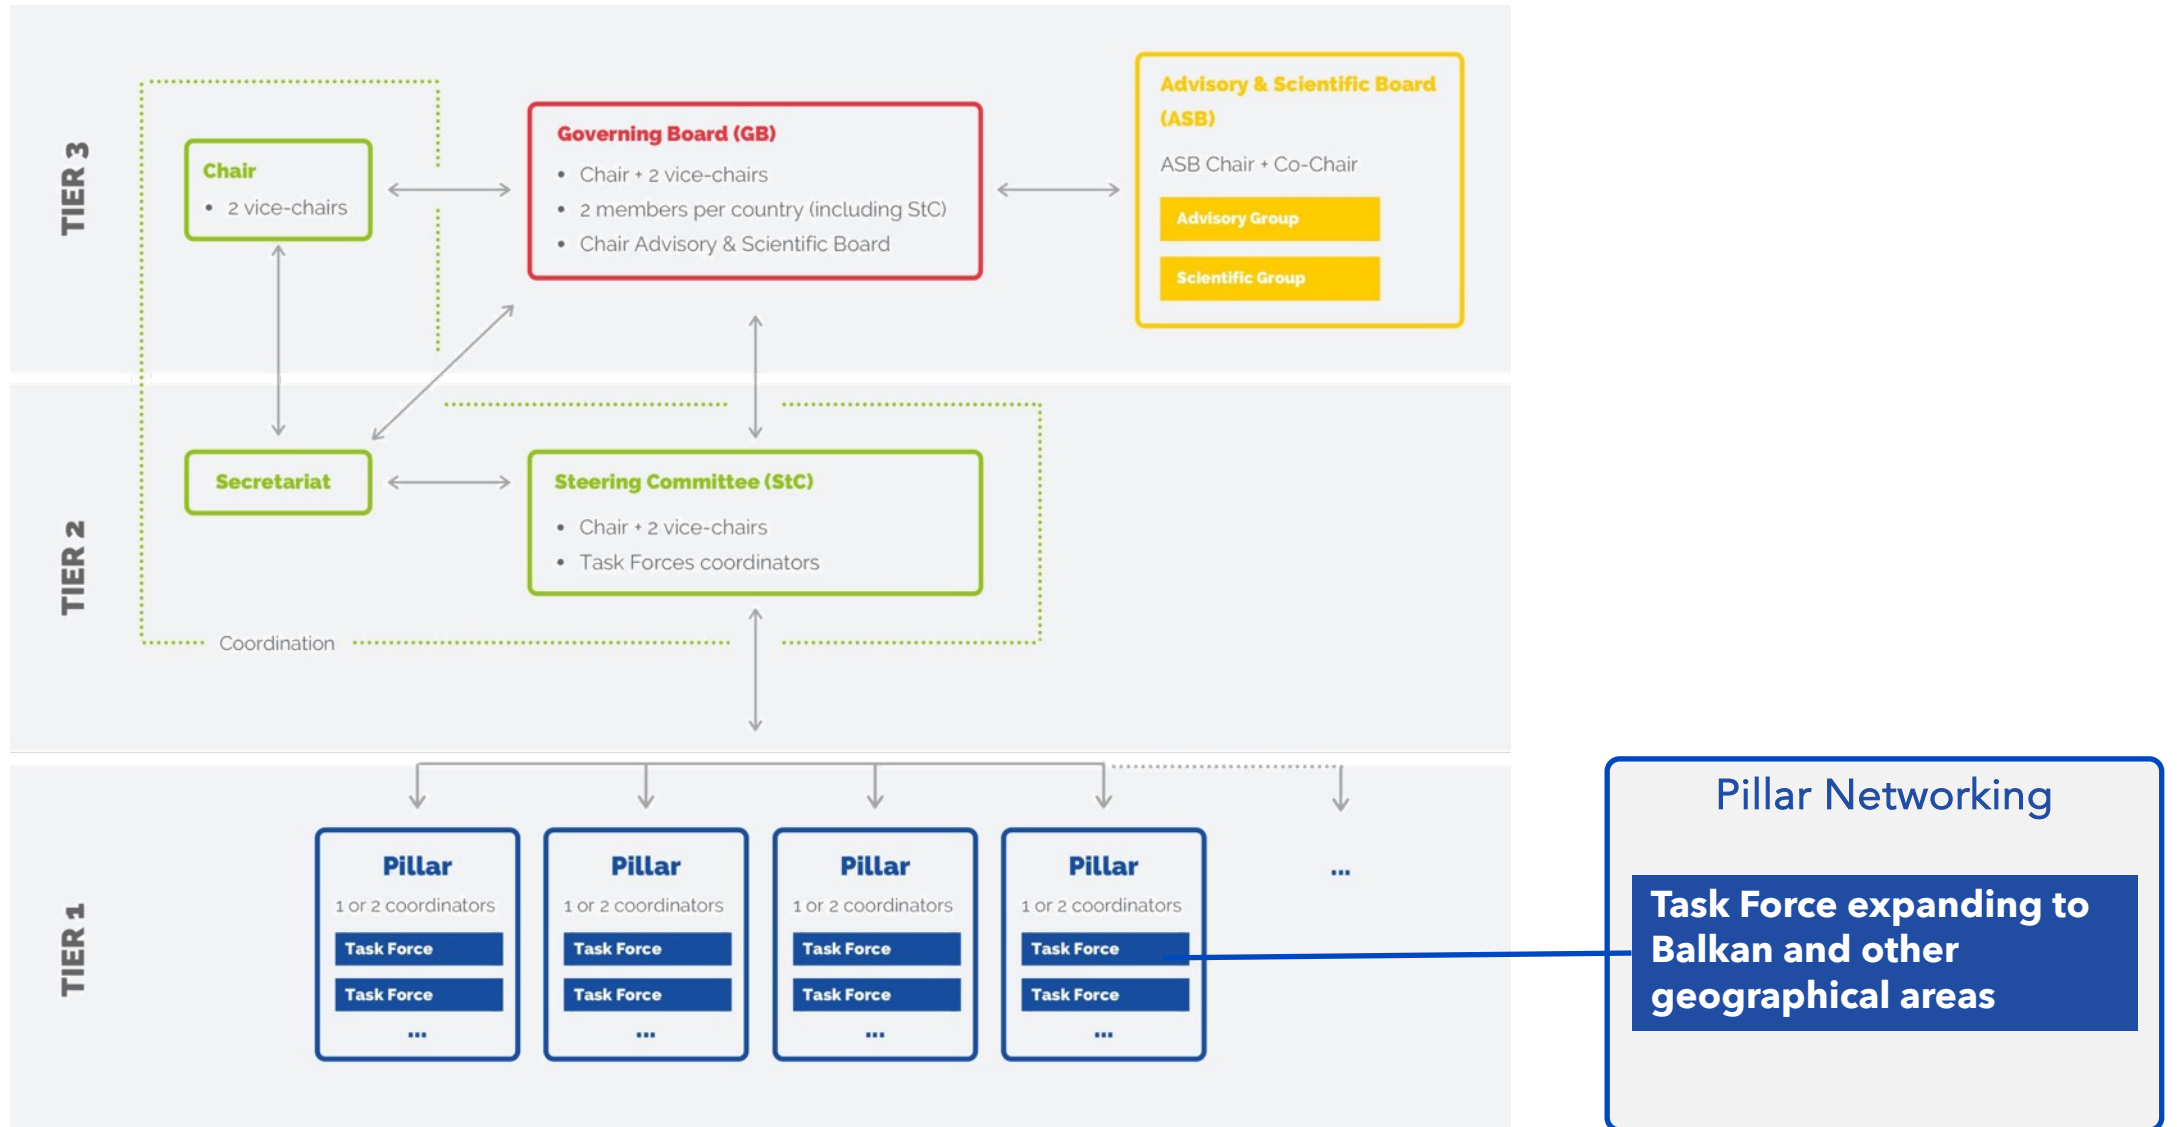 TIER 3
Chair
• 2 vice-chairs
Governing Board (GB)
• Chair + 2 vice-chairs
• 2 members per country (including StC)
• Chair Advisory & Scientific Board
Advisory & Scientific Board
(ASB)
ASB Chair + Co-Chair
Advisory Group
Scientific Group
TIER 2
Secretariat
Steering Committee (StC)
• Chair + 2 vice-chairs
• Task Forces coordinators
Coordination
TIER 1
Pillar
1 or 2 coordinators
Task Force
Task Force
...
Pillar
1 or 2 coordinators
Task Force
Task Force
...
Pillar
1 or 2 coordinators
Task Force
Task Force
...
Pillar
1 or 2 coordinators
Task Force
Task Force
...
...
Pillar Networking
Task Force expanding to
Balkan and other
geographical areas